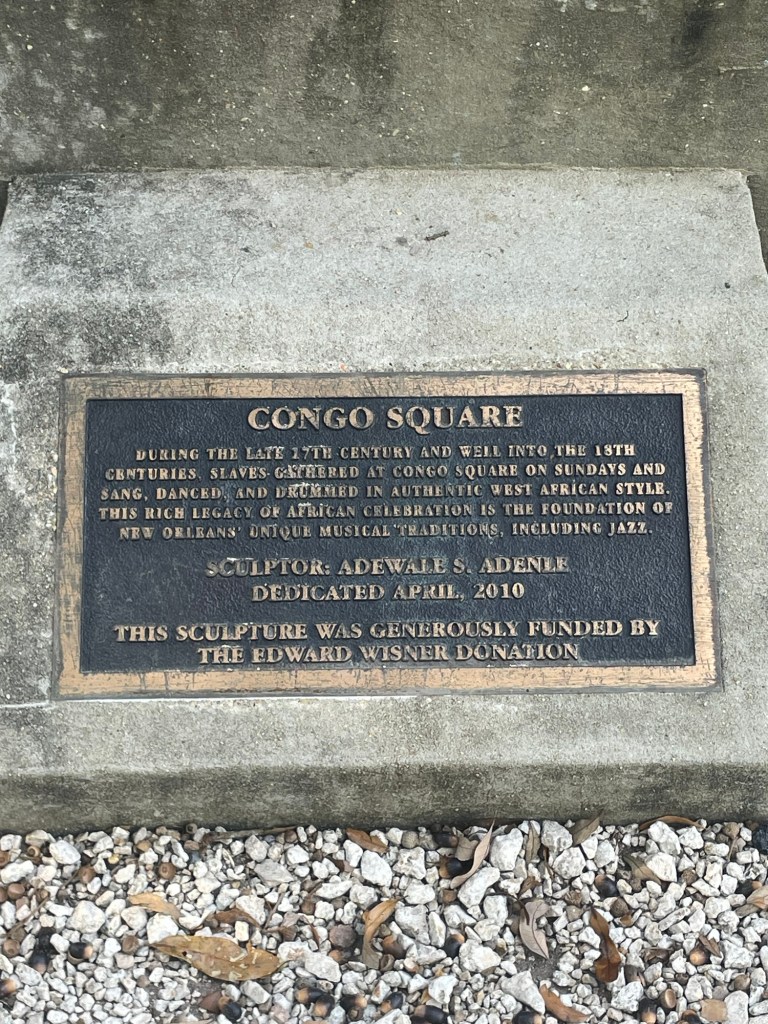 CONGO SQUARE
DURING THE LATE 17TH CENTURY AND WELL INTO THE 18TH
CENTURIES, SLAVES GATHERED AT CONGO SQUARE ON SUNDAYS AND
SANG, DANCED, AND DRUMMED IN AUTHENTIC WEST AFRICAN STYLE.
THIS RICH LEGACY OF AFRICAN CELEBRATION IS THE FOUNDATION OF
NEW ORLEANS' UNIQUE MUSICAL TRADITIONS, INCLUDING JAZZ.
SCULPTOR: ADEWALE S. ADENLE
DEDICATED APRIL, 2010
THIS SCULPTURE WAS GENEROUSLY FUNDED BY
THE EDWARD WISNER DONATION